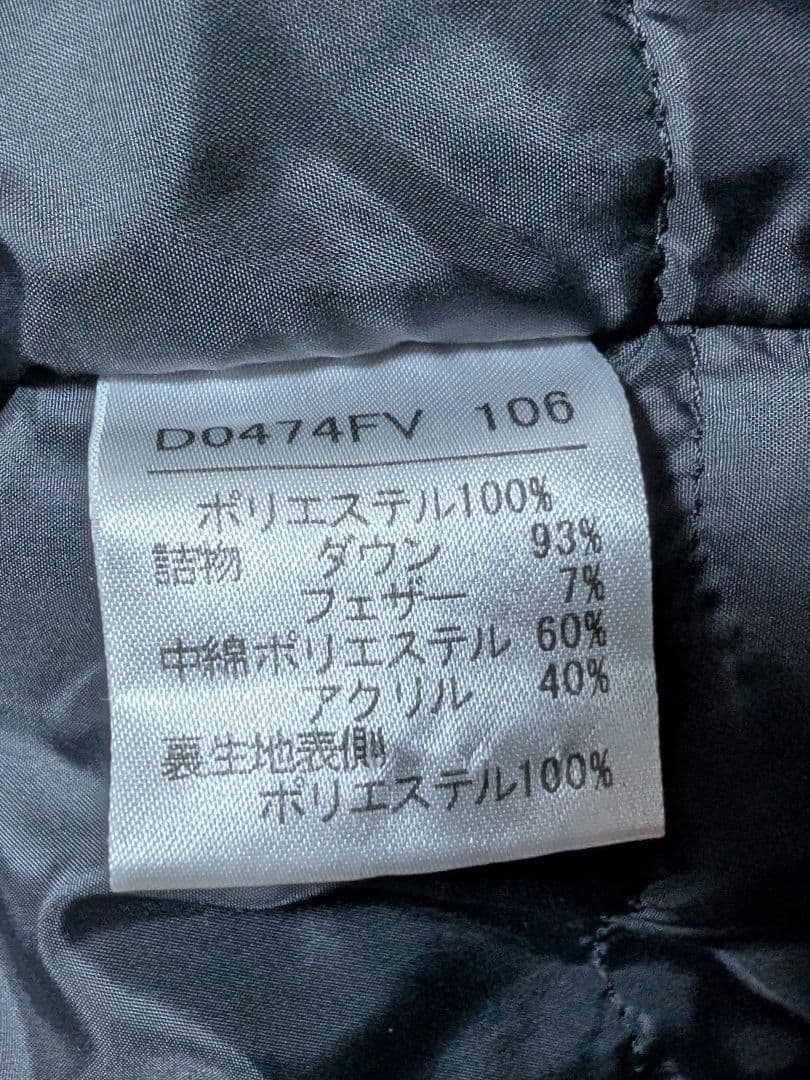 D0474FV 106
ポリエステル100%
詰物 ダウン 93%
フェザー 7%
中綿ポリエステル 60%
アクリル 40%
裏生地表側
ポリエステル100%